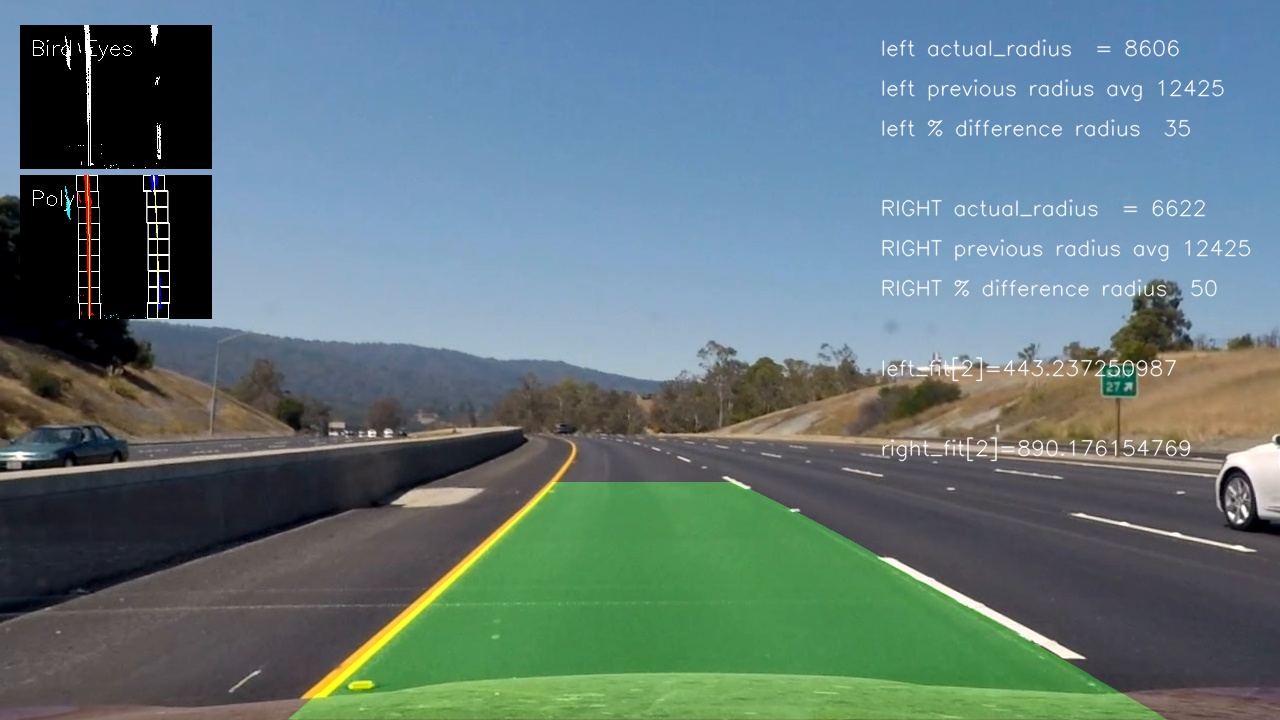 Bird Eyes
Poly
left actual_radius = 8606
left previous radius avg 12425
left % difference radius 35
RIGHT actual_radius = 6622
RIGHT previous radius avg 12425
RIGHT % difference radius 50
left_fit[2]=443.237250987
27
right_fit[2]=890.176154769